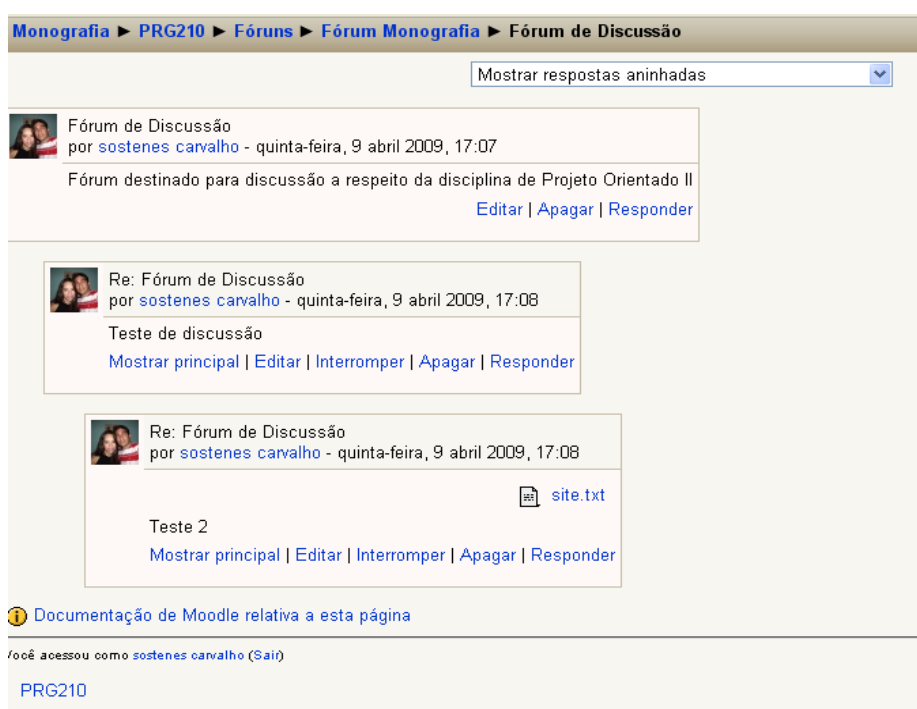 Monografia ► PRG210 ► Fóruns ► Fórum Monografia ► Fórum de Discussão
Mostrar respostas aninhadas
Fórum de Discussão
por sostenes carvalho - quinta-feira, 9 abril 2009, 17:07
Fórum destinado para discussão a respeito da disciplina de Projeto Orientado II
Editar | Apagar | Responder
Re: Fórum de Discussão
por sostenes carvalho - quinta-feira, 9 abril 2009, 17:08
Teste de discussão
Mostrar principal | Editar | Interromper | Apagar | Responder
Re: Fórum de Discussão
por sostenes carvalho - quinta-feira, 9 abril 2009, 17:08
site.txt
Teste 2
Mostrar principal | Editar | Interromper | Apagar | Responder
Documentação de Moodle relativa a esta página
Você acessou como sostenes carvalho (Sair)
PRG210